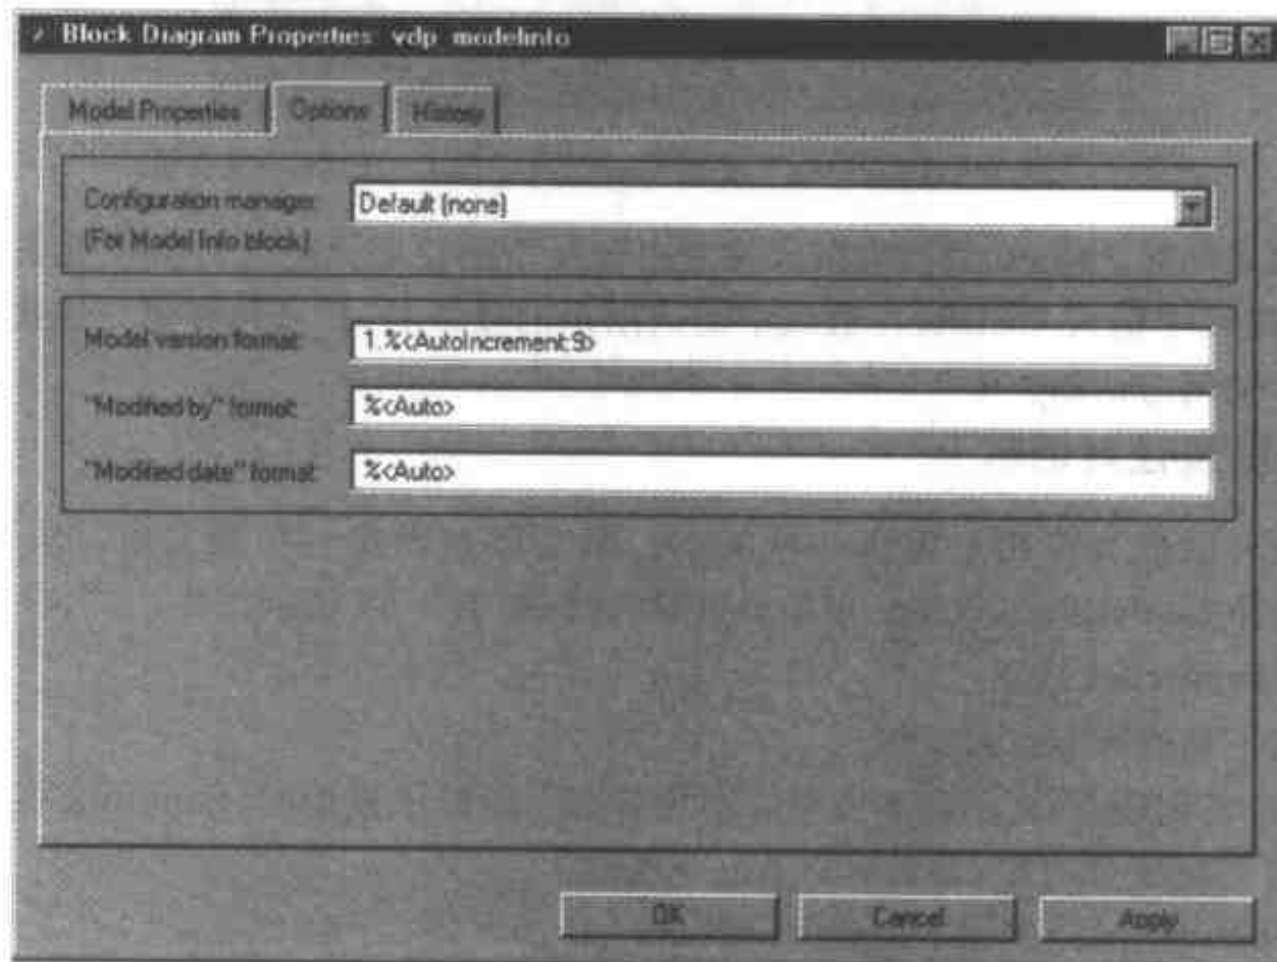 Block Diagram Properties: vdp_modelinfo
Model Properties Options History
Configuration manager: Default (none)
(For Model Info block)
Model version format: 1.%<AutoIncrement:9>
"Modified by" format: %<Auto>
"Modified date" format: %<Auto>
OK Cancel Apply